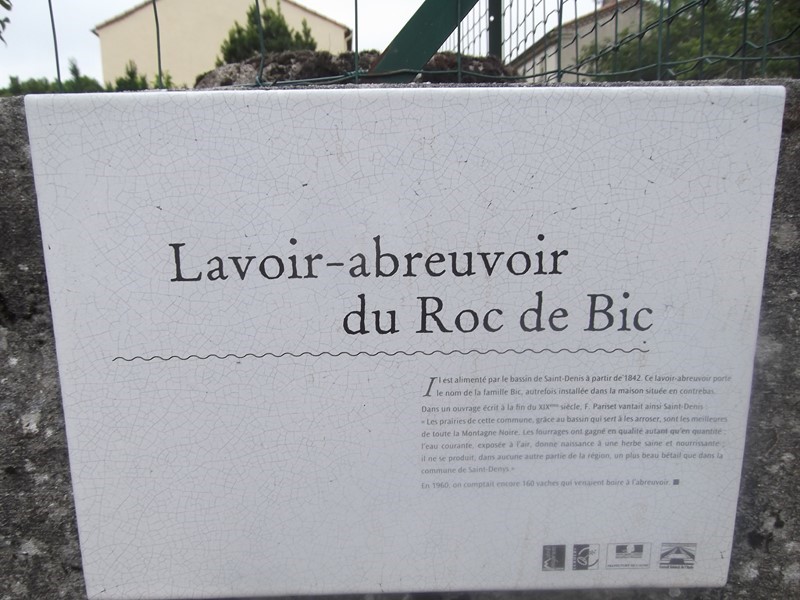 Lavoir-abreuvoir
du Roc de Bic
Il est alimenté par le bassin de Saint-Denis à partir de 1842. Ce lavoir-abreuvoir porte
le nom de la famille Bic, autrefois installée dans la maison située en contrebas.
Dans un ouvrage écrit à la fin du XIXème siècle, F. Pariset vantait ainsi Saint-Denis :
« Les prairies de cette commune, grâce au bassin qui sert à les arroser, sont les meilleures
de toute la Montagne Noire. Les fourrages ont gagné en qualité autant qu'en quantité ;
l'eau courante, exposée à l'air, donne naissance à une herbe saine et nourrissante ;
il ne se produit, dans aucune autre partie de la région, un plus beau bétail que dans la
commune de Saint-Denis »
En 1960, on comptait encore 160 vaches qui venaient boire à l'abreuvoir.